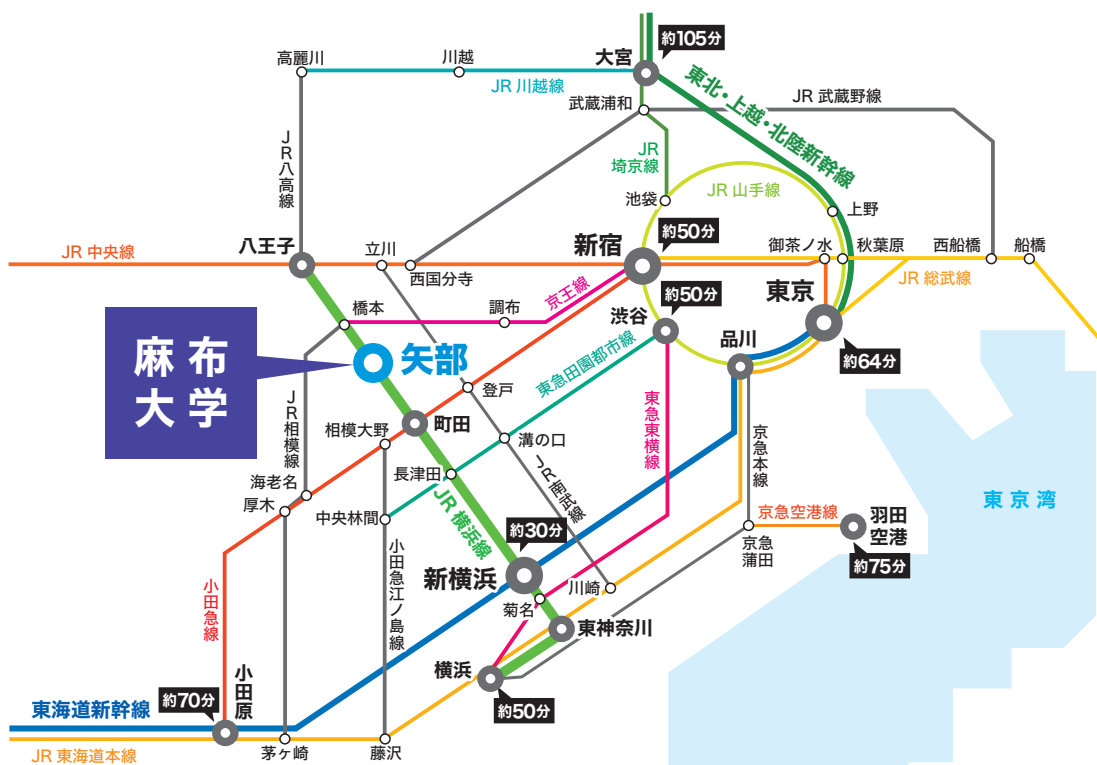 約105分
高麗川
川越
大宮
JR 川越線
東北・上越・北陸新幹線
武蔵浦和
JR 武蔵野線
JR八高線
JR
埼京線
JR 山手線
池袋
上野
約50分
新宿
八王子
立川
JR 中央線
西国分寺
御茶ノ水
秋葉原
西船橋
船橋
JR 総武線
京王線
東京
約50分
橋本
調布
渋谷
品川
約64分
麻布
大学
矢部
東急田園都市線
登戸
町田
相模大野
JR相模線
東急東横線
溝の口
京急本線
長津田
JR南武線
海老名
厚木
中央林間
JR 横浜線
東京湾
京急空港線
羽田
空港
約30分
京急
蒲田
約75分
新横浜
小田急線
小田急江ノ島線
菊名
川崎
東神奈川
横浜
小田原
約70分
約50分
東海道新幹線
JR 東海道本線
茅ヶ崎
藤沢